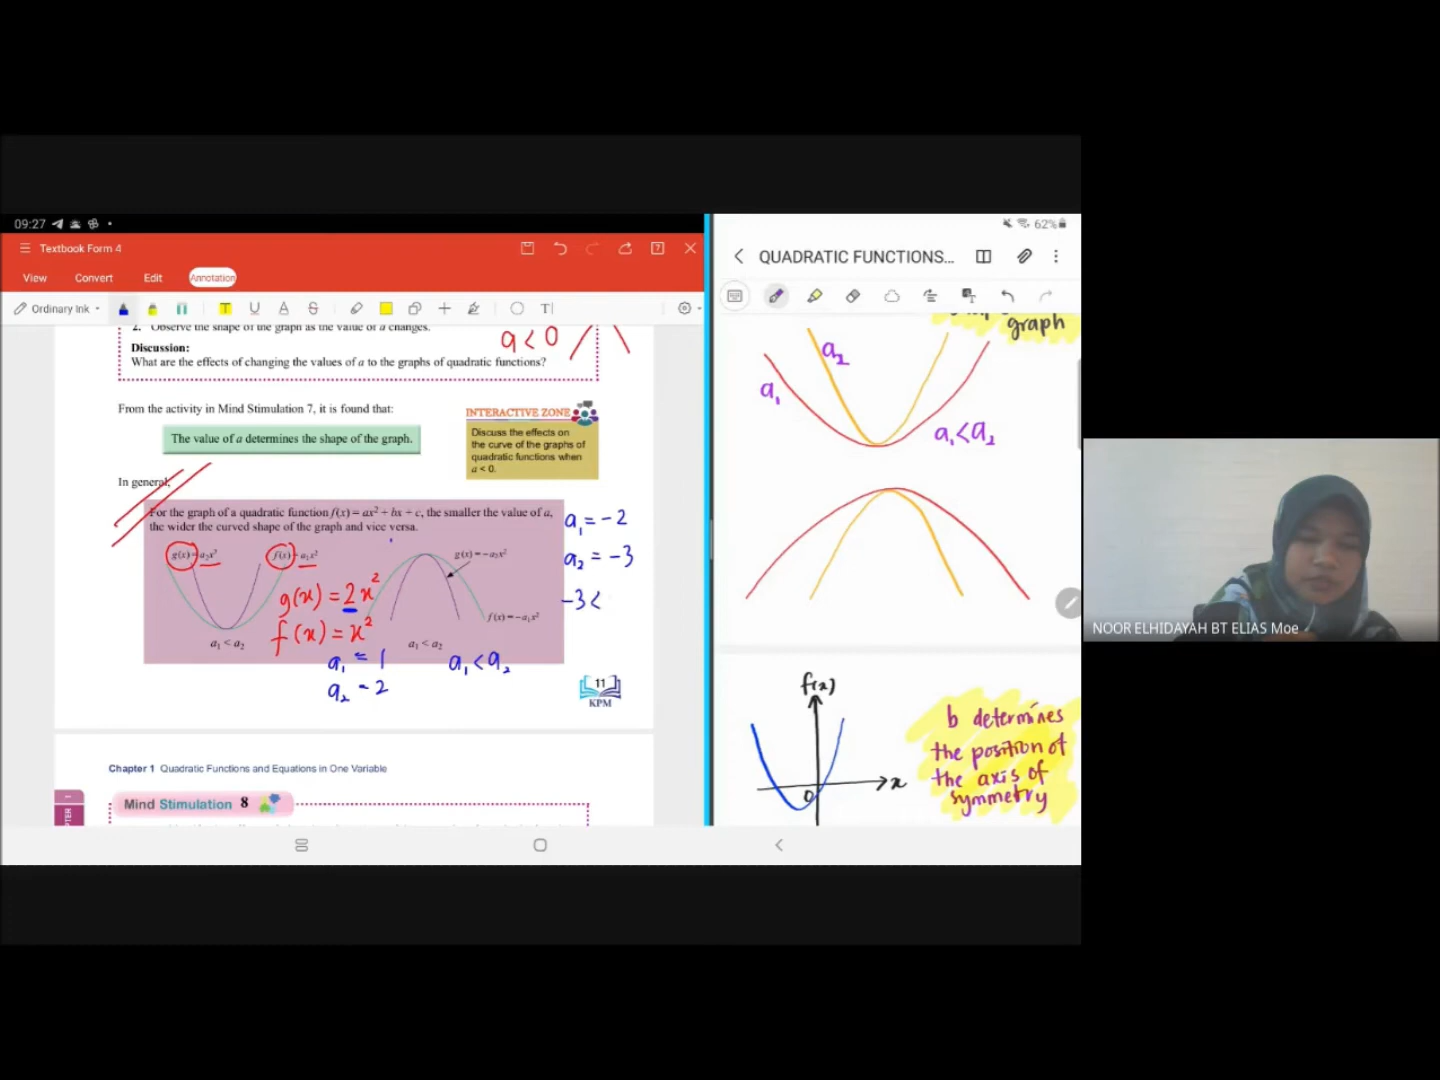 09:27
62%
Textbook Form 4
View Convert Edit Annotation
Ordinary Ink
2. Observe the shape of the graph as the value of a changes.
a < 0
Discussion:
What are the effects of changing the values of a to the graphs of quadratic functions?
From the activity in Mind Stimulation 7, it is found that:
The value of a determines the shape of the graph.
INTERACTIVE ZONE
Discuss the effects on
the curve of the graphs of
quadratic functions when
a < 0.
In general,
For the graph of a quadratic function f(x) = ax² + bx + c, the smaller the value of a,
the wider the curved shape of the graph and vice versa.
g(x) = a₂x²
f(x) = a₁x²
g(x) = −a₂x²
f(x) = −a₁x²
a₁ < a₂
a₁ < a₂
g(x) = 2x²
f(x) = x²
a₁ = 1
a₂ = 2
a₁ < a₂
a₁ = -2
a₂ = -3
-3 <
11
KPM
Chapter 1 Quadratic Functions and Equations in One Variable
Mind Stimulation 8
QUADRATIC FUNCTIONS...
graph
a₂
a₁
a₁ < a₂
f(x)
x
0
b determines
the position of
the axis of
symmetry
NOOR ELHIDAYAH BT ELIAS Moe